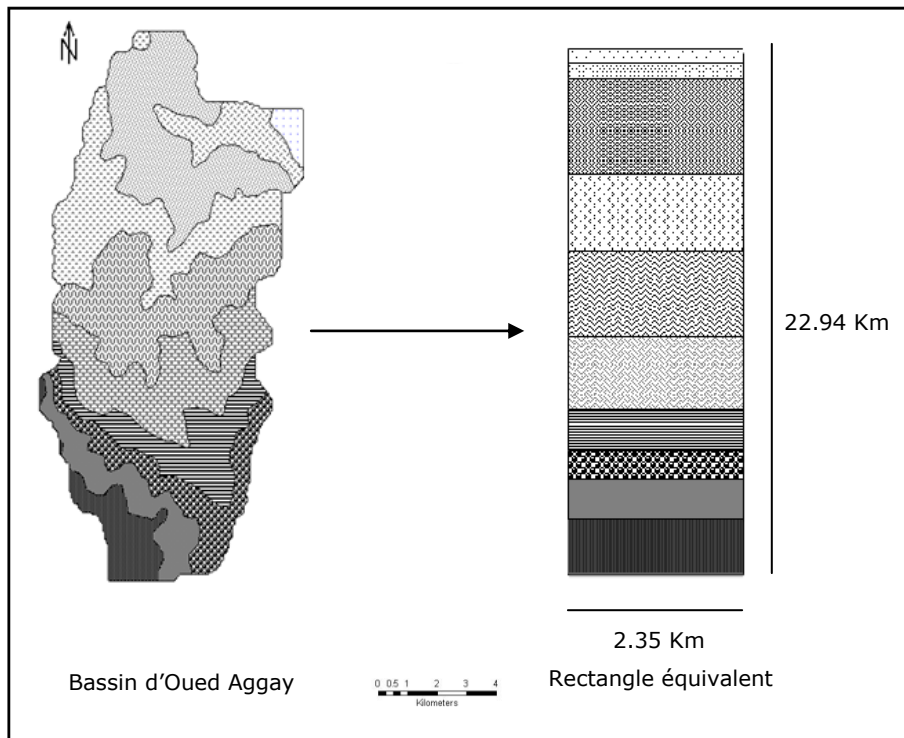 N
22.94 Km
2.35 Km
Rectangle équivalent
Bassin d’Oued Aggay
0 0.5 1 2 3 4
Kilometers